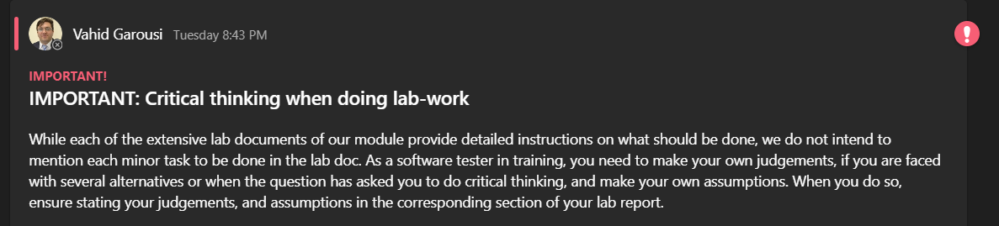 Vahid Garousi Tuesday 8:43 PM
IMPORTANT!
IMPORTANT: Critical thinking when doing lab-work
While each of the extensive lab documents of our module provide detailed instructions on what should be done, we do not intend to
mention each minor task to be done in the lab doc. As a software tester in training, you need to make your own judgements, if you are faced
with several alternatives or when the question has asked you to do critical thinking, and make your own assumptions. When you do so,
ensure stating your judgements, and assumptions in the corresponding section of your lab report.